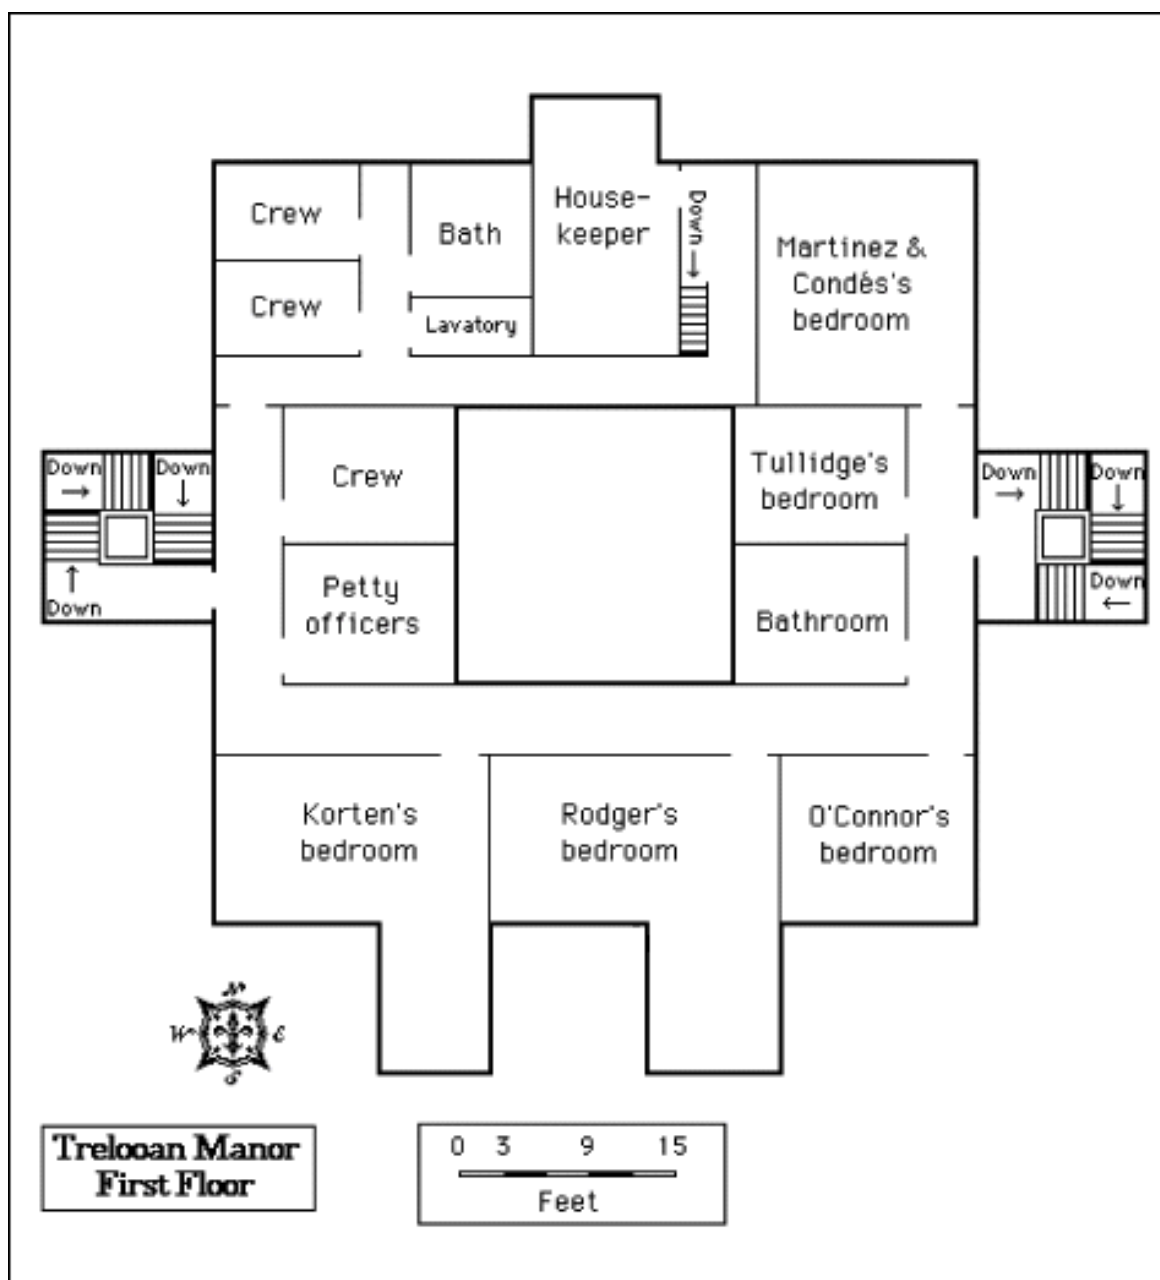 Crew
Bath
House-
keeper
Down
Martinez &
Condés's
bedroom
Crew
Lavatory
Down
Down
Crew
Tullidge's
bedroom
Down
Down
Down
Petty
officers
Bathroom
Down
Korten's
bedroom
Rodger's
bedroom
O'Connor's
bedroom
N
W E
S
Trelooan Manor
First Floor
0 3 9 15
Feet